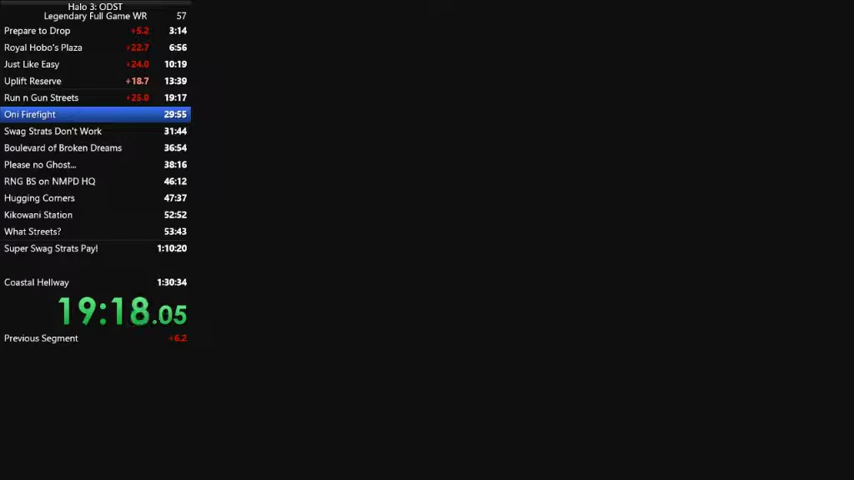 Halo 3: ODST
Legendary Full Game WR 57
Prepare to Drop +5.2 3:14
Royal Hobo's Plaza +22.7 6:56
Just Like Easy +24.0 10:19
Uplift Reserve +18.7 13:39
Run n Gun Streets +25.0 19:17
Oni Firefight 29:55
Swag Strats Don't Work 31:44
Boulevard of Broken Dreams 36:54
Please no Ghost... 38:16
RNG BS on NMPD HQ 46:12
Hugging Corners 47:37
Kikowani Station 52:52
What Streets? 53:43
Super Swag Strats Pay! 1:10:20
Coastal Hellway 1:30:34
19:18.05
Previous Segment +6.2